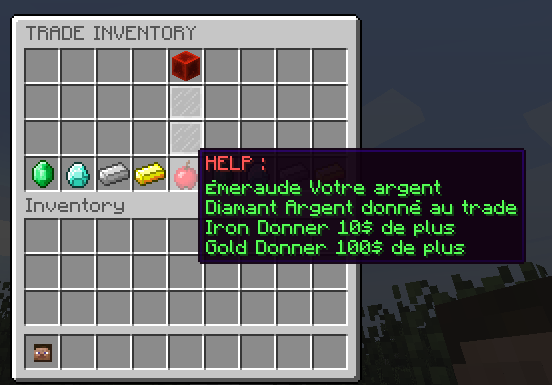 TRADE INVENTORY
HELP :
Émeraude Votre argent
Diamant Argent donné au trade
Iron Donner 10$ de plus
Gold Donner 100$ de plus
Inventory